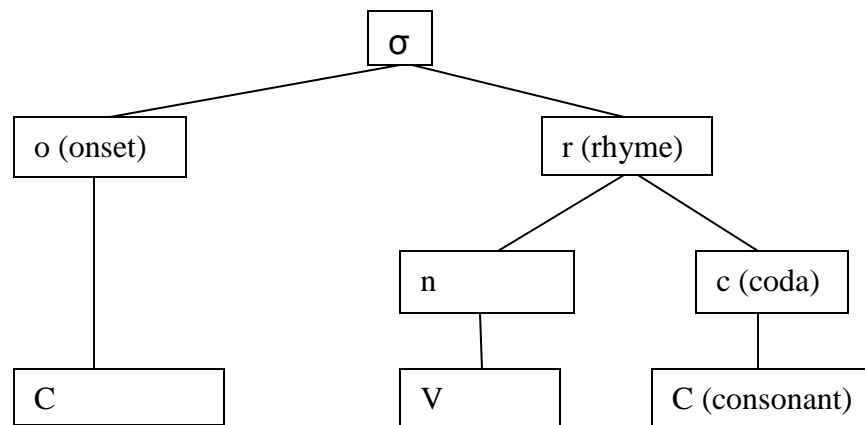 σ
o (onset)
r (rhyme)
n
c (coda)
C
V
C (consonant)